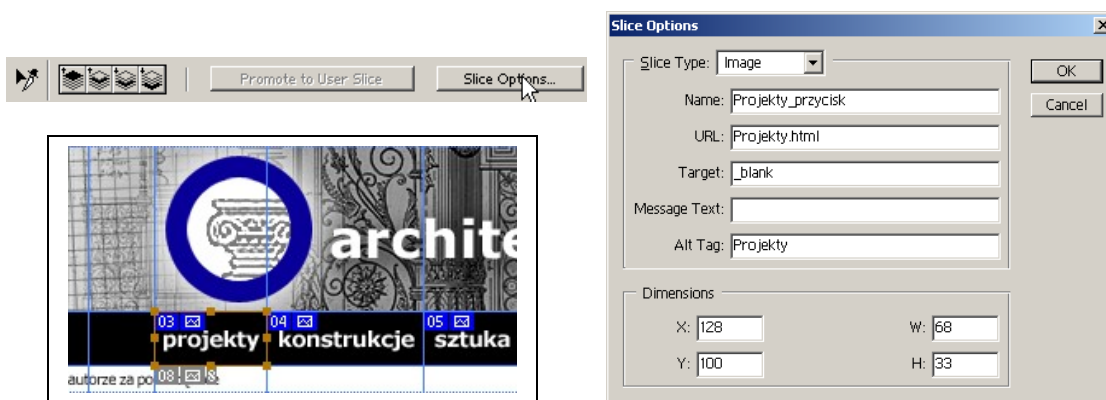 Promote to User Slice
Slice Options...
archite
03
04
05
projekty
konstrukcje
sztuka
autorze za po
08
Slice Options
Slice Type: Image
OK
Name: Projekty_przycisk
Cancel
URL: Projekty.html
Target: _blank
Message Text:
Alt Tag: Projekty
Dimensions
X: 128
W: 68
Y: 100
H: 33